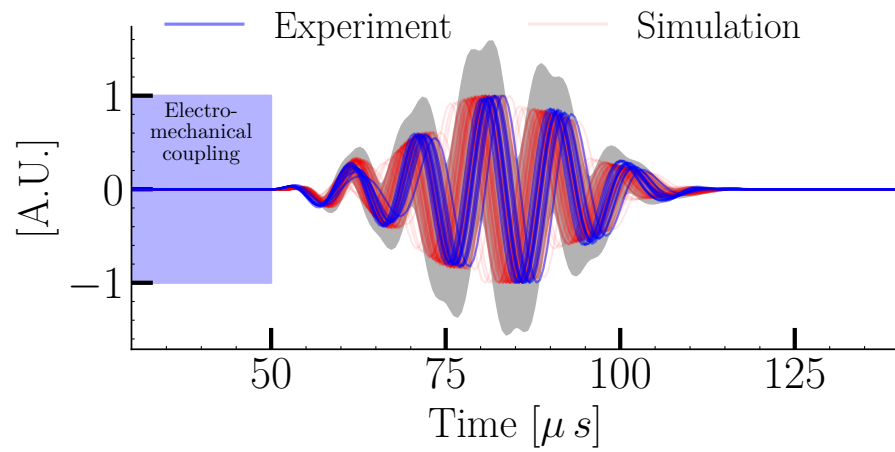 Experiment
Simulation
Electro-
mechanical
coupling
[A.U.]
1
0
−1
50
75
100
125
Time [μ s]